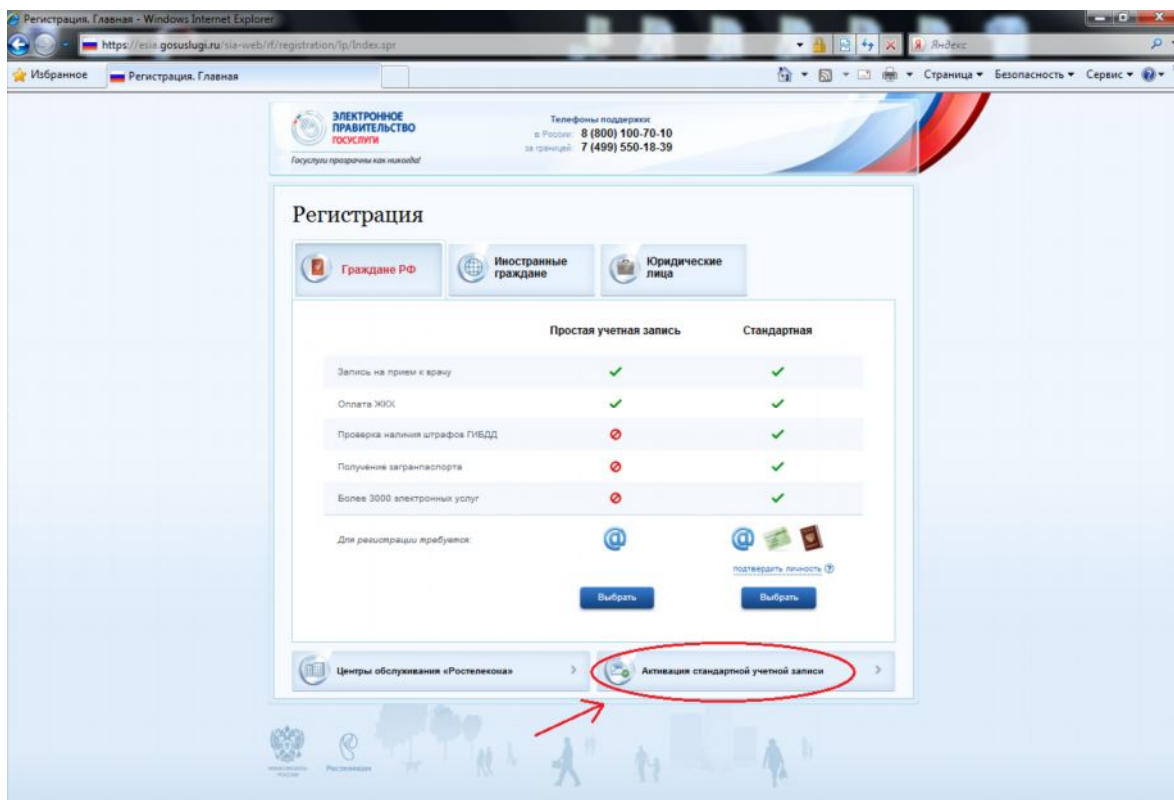 Регистрация. Главная - Windows Internet Explorer
https://esia.gosuslugi.ru/sia-web/rf/registration/lp/Index.spr
Яндекс
Избранное
Регистрация. Главная
Страница
Безопасность
Сервис
ЭЛЕКТРОННОЕ
ПРАВИТЕЛЬСТВО
ГОСУСЛУГИ
Госуслуги прозрачны как никогда!
Телефоны поддержки:
в России: 8 (800) 100-70-10
за границей: 7 (499) 550-18-39
Регистрация
Граждане РФ
Иностранные
граждане
Юридические
лица
Простая учетная запись
Стандартная
Запись на прием к врачу
Оплата ЖКХ
Проверка наличия штрафов ГИБДД
Получение загранпаспорта
Более 3000 электронных услуг
Для регистрации требуется:
подтвердить личность
Выбрать
Выбрать
Центры обслуживания «Ростелекома»
Активация стандартной учетной записи
Ростелеком